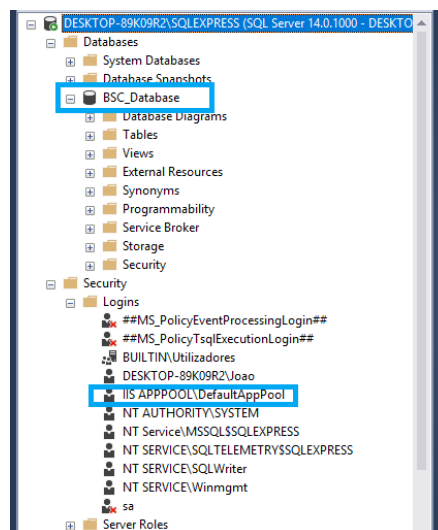 DESKTOP-89K09R2\SQLEXPRESS (SQL Server 14.0.1000 - DESKTO
Databases
System Databases
Database Snapshots
BSC_Database
Database Diagrams
Tables
Views
External Resources
Synonyms
Programmability
Service Broker
Storage
Security
Security
Logins
##MS_PolicyEventProcessingLogin##
##MS_PolicyTsqlExecutionLogin##
BUILTIN\Utilizadores
DESKTOP-89K09R2\Joao
IIS APPPOOL\DefaultAppPool
NT AUTHORITY\SYSTEM
NT Service\MSSQL$SQLEXPRESS
NT SERVICE\SQLTELEMETRY$SQLEXPRESS
NT SERVICE\SQLWriter
NT SERVICE\Winmgmt
sa
Server Roles